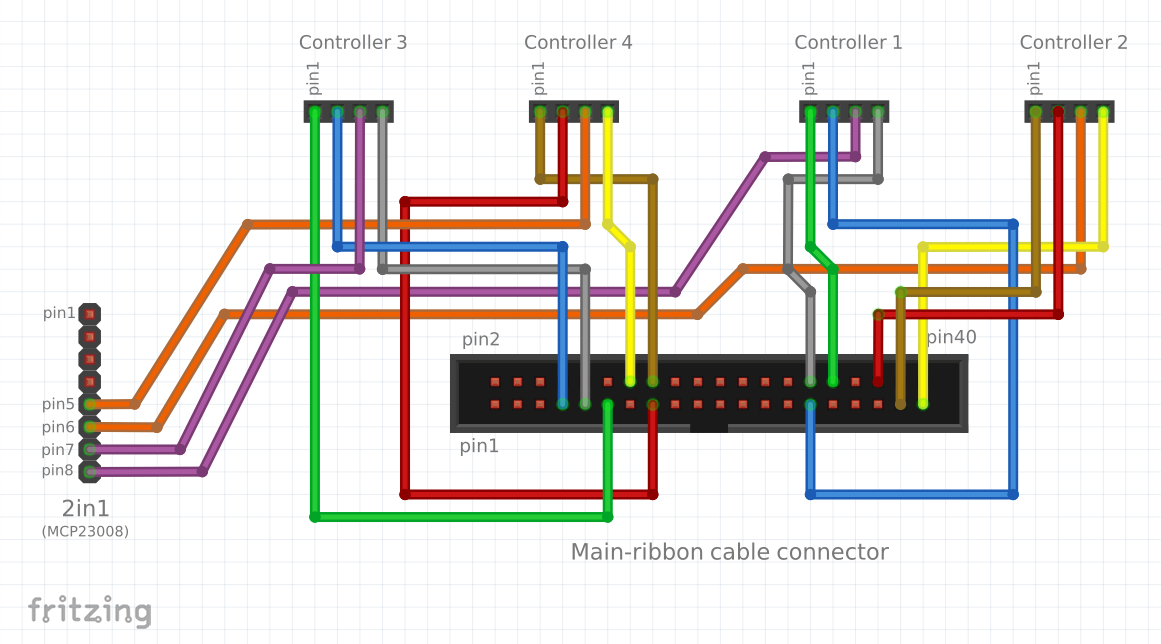 Controller 3
Controller 4
Controller 1
Controller 2
pin1
pin1
pin1
pin1
pin1
pin5
pin6
pin7
pin8
2in1
(MCP23008)
pin2
pin40
pin1
Main-ribbon cable connector
fritzing